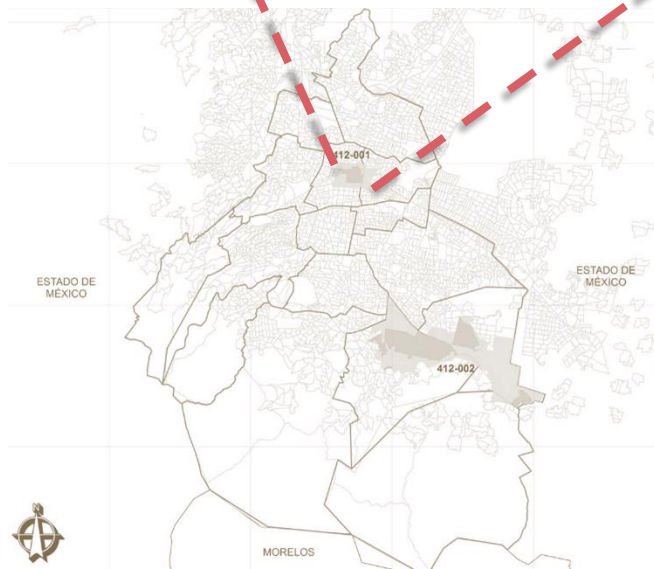 412-001
ESTADO DE
MÉXICO
ESTADO DE
MÉXICO
412-002
MORELOS